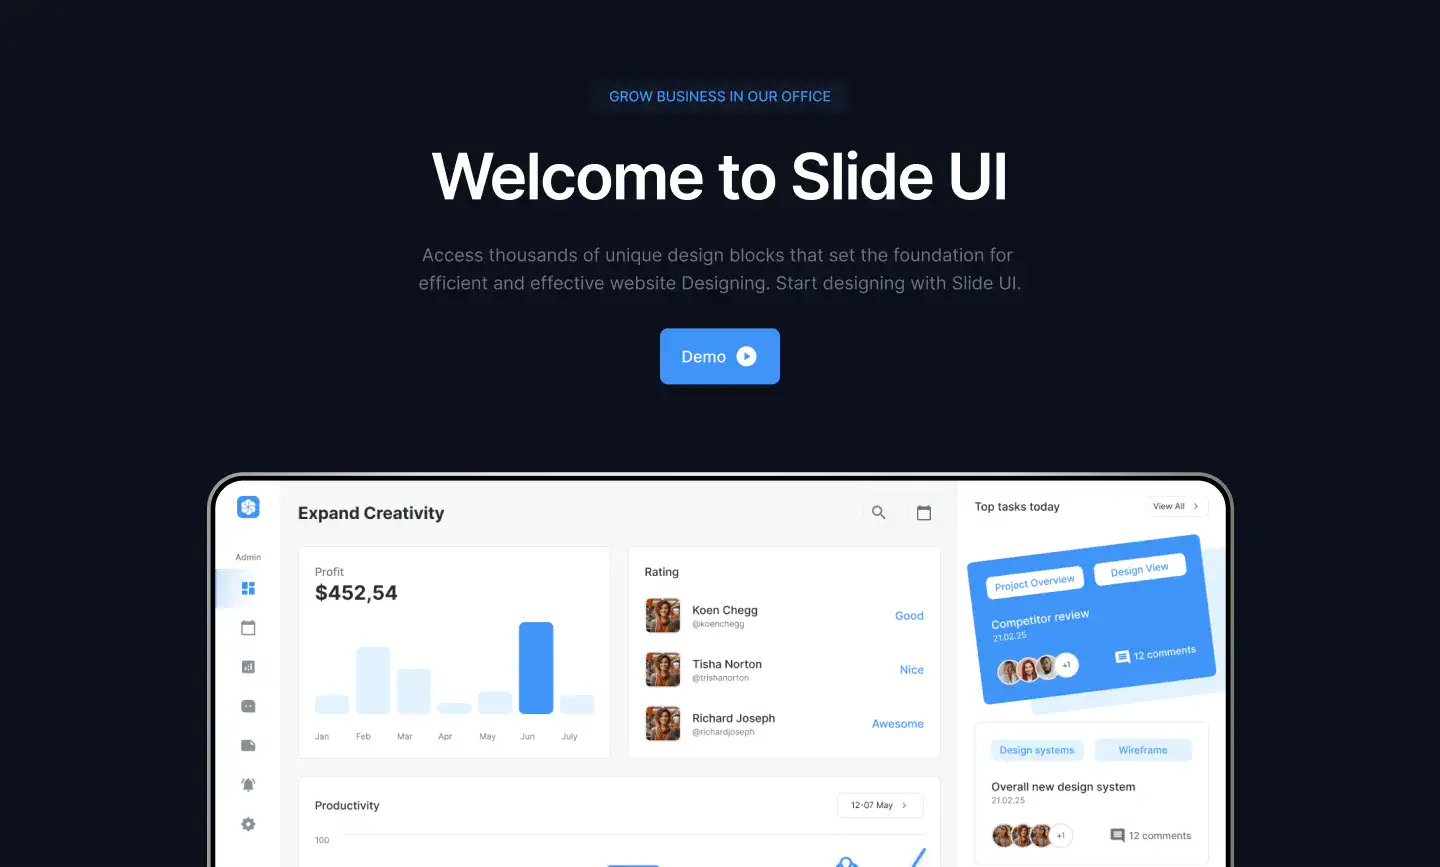 GROW BUSINESS IN OUR OFFICE
Welcome to Slide UI
Access thousands of unique design blocks that set the foundation for
efficient and effective website Designing. Start designing with Slide UI.
Demo
Admin
Expand Creativity
Profit
$452,54
Jan Feb Mar Apr May Jun July
Rating
Koen Chegg
@koenchegg
Good
Tisha Norton
@trishanorton
Nice
Richard Joseph
@richardjoseph
Awesome
Productivity
12-07 May
100
Top tasks today
View All
Project Overview
Design View
Competitor review
21.02.25
+1
12 comments
Design systems
Wireframe
Overall new design system
21.02.25
+1
12 comments